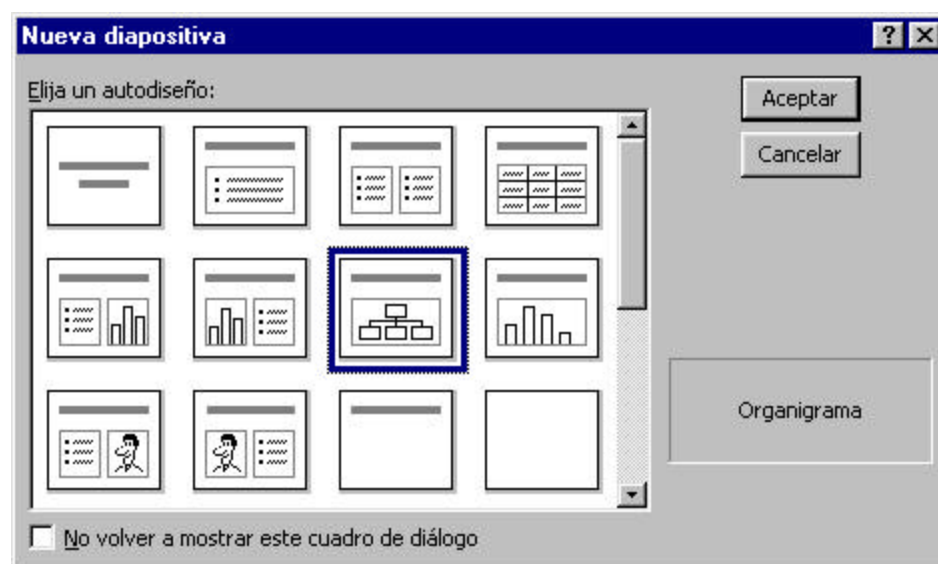 Nueva diapositiva
Elija un autodiseño:
Aceptar
Cancelar
Organigrama
No volver a mostrar este cuadro de diálogo